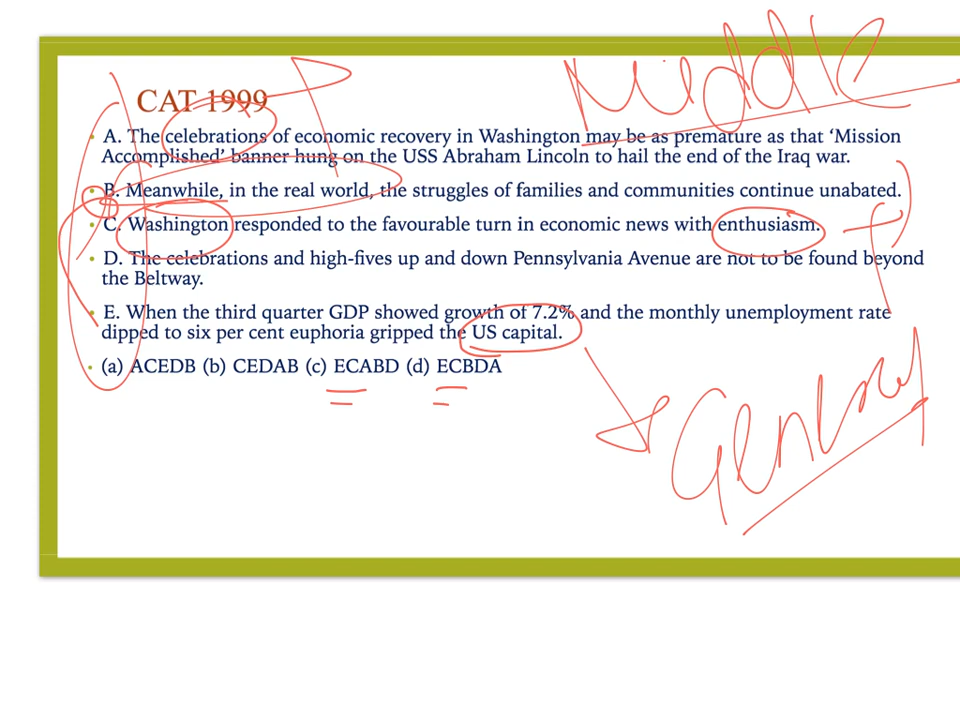 Middle
CAT 1999
• A. The celebrations of economic recovery in Washington may be as premature as that ‘Mission
Accomplished’ banner hung on the USS Abraham Lincoln to hail the end of the Iraq war.
• B. Meanwhile, in the real world, the struggles of families and communities continue unabated.
• C. Washington responded to the favourable turn in economic news with enthusiasm.
• D. The celebrations and high-fives up and down Pennsylvania Avenue are not to be found beyond
the Beltway.
• E. When the third quarter GDP showed growth of 7.2% and the monthly unemployment rate
dipped to six per cent euphoria gripped the US capital.
• (a) ACEDB (b) CEDAB (c) ECABD (d) ECBDA